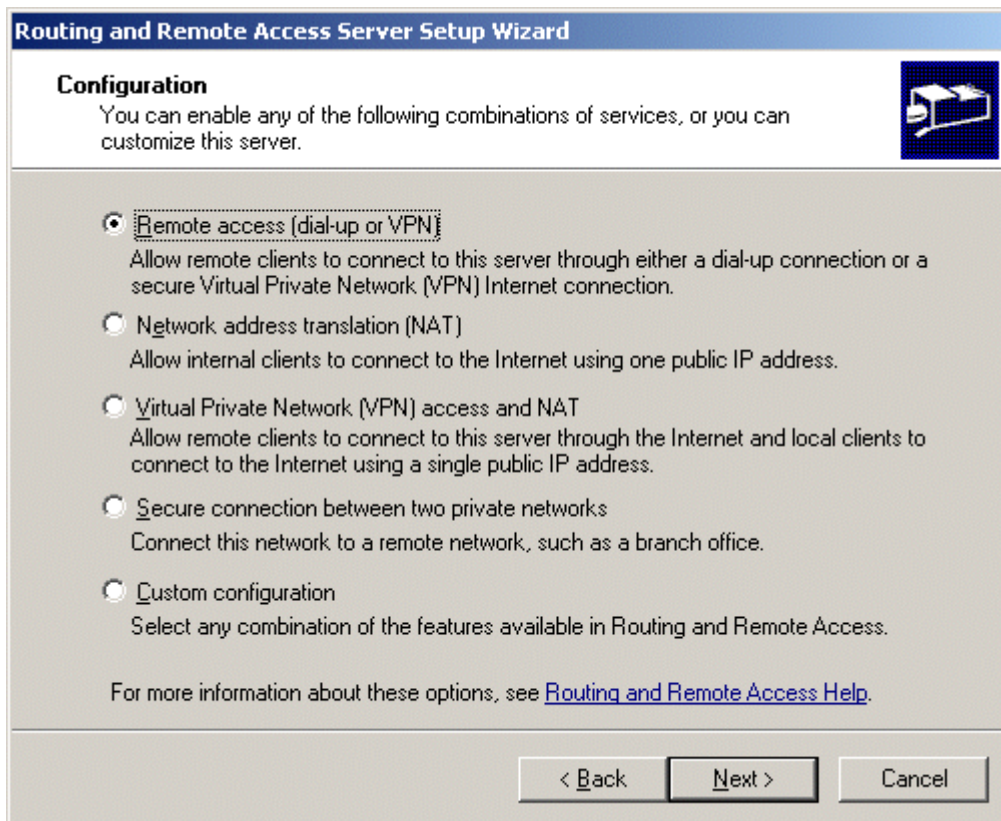 Routing and Remote Access Server Setup Wizard
Configuration
You can enable any of the following combinations of services, or you can
customize this server.
Remote access (dial-up or VPN)
Allow remote clients to connect to this server through either a dial-up connection or a
secure Virtual Private Network (VPN) Internet connection.
Network address translation (NAT)
Allow internal clients to connect to the Internet using one public IP address.
Virtual Private Network (VPN) access and NAT
Allow remote clients to connect to this server through the Internet and local clients to
connect to the Internet using a single public IP address.
Secure connection between two private networks
Connect this network to a remote network, such as a branch office.
Custom configuration
Select any combination of the features available in Routing and Remote Access.
For more information about these options, see Routing and Remote Access Help.
< Back Next > Cancel